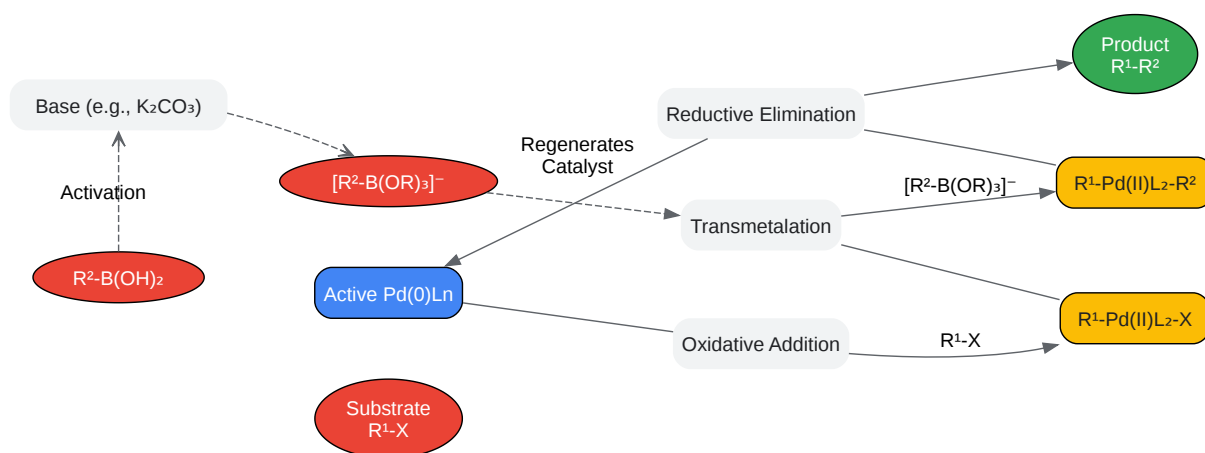 Product
R¹-R²
Base (e.g., K₂CO₃)
Reductive Elimination
Regenerates
Catalyst
Activation
[R²-B(OR)₃]⁻
[R²-B(OR)₃]⁻
R¹-Pd(II)L₂-R²
Transmetalation
R²-B(OH)₂
Active Pd(0)Ln
R¹-Pd(II)L₂-X
Oxidative Addition
R¹-X
Substrate
R¹-X